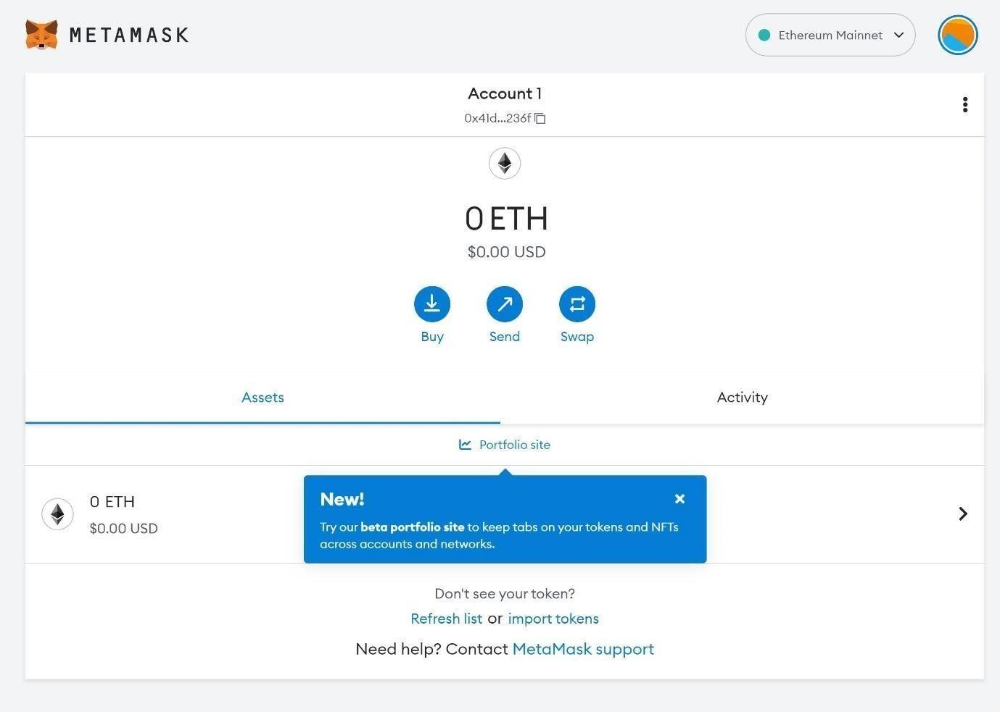 METAMASK
Ethereum Mainnet
Account 1
0x41d...236f
0 ETH
$0.00 USD
Buy
Send
Swap
Assets
Activity
Portfolio site
0 ETH
$0.00 USD
New!
Try our beta portfolio site to keep tabs on your tokens and NFTs
across accounts and networks.
Don't see your token?
Refresh list or import tokens
Need help? Contact MetaMask support